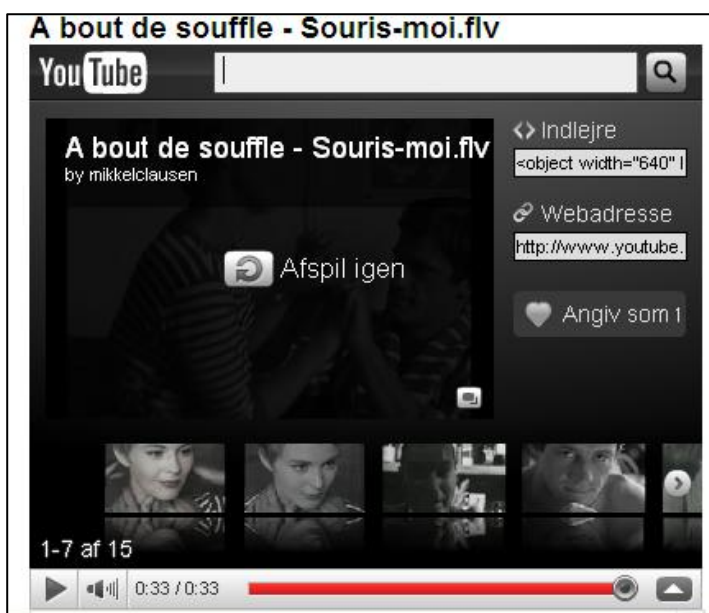 A bout de souffle - Souris-moi.flv
YouTube
A bout de souffle - Souris-moi.flv
by mikkelclausen
Afspil igen
<> Indlejre
<object width="640" l
Webadresse
http://www.youtube.
Angiv som f
1-7 af 15
0:33 / 0:33